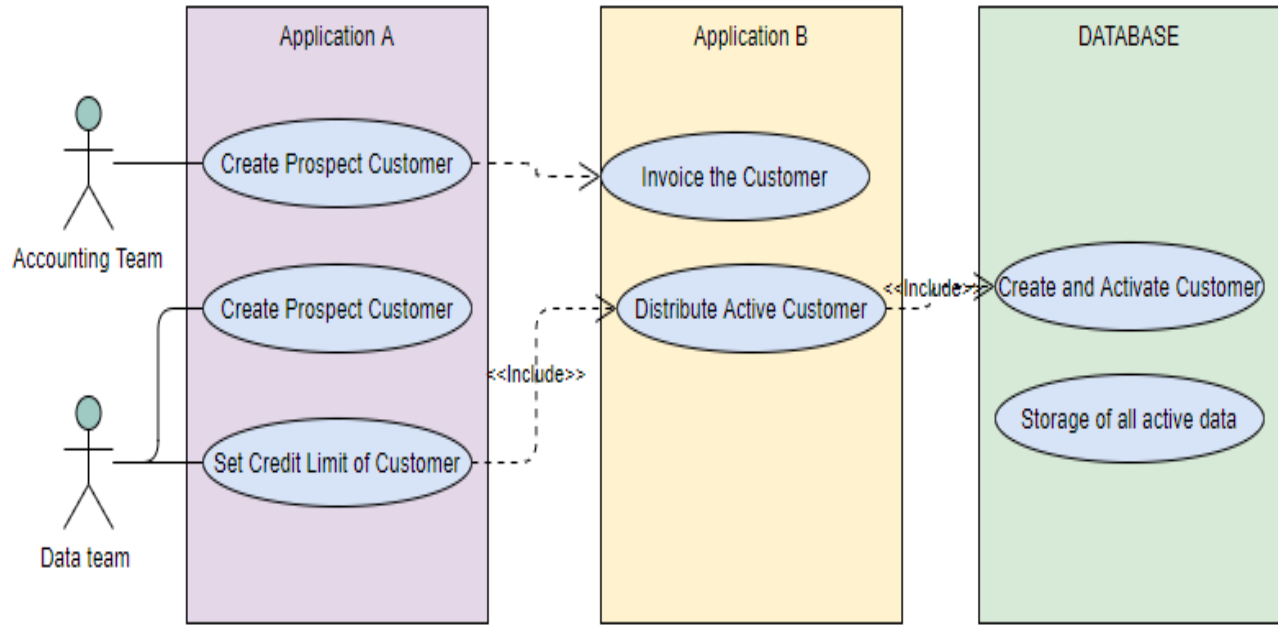 Application A
Application B
DATABASE
Create Prospect Customer
Invoice the Customer
Accounting Team
Create Prospect Customer
Distribute Active Customer
<<Include>>
Create and Activate Customer
<<Include>>
Set Credit Limit of Customer
Storage of all active data
Data team